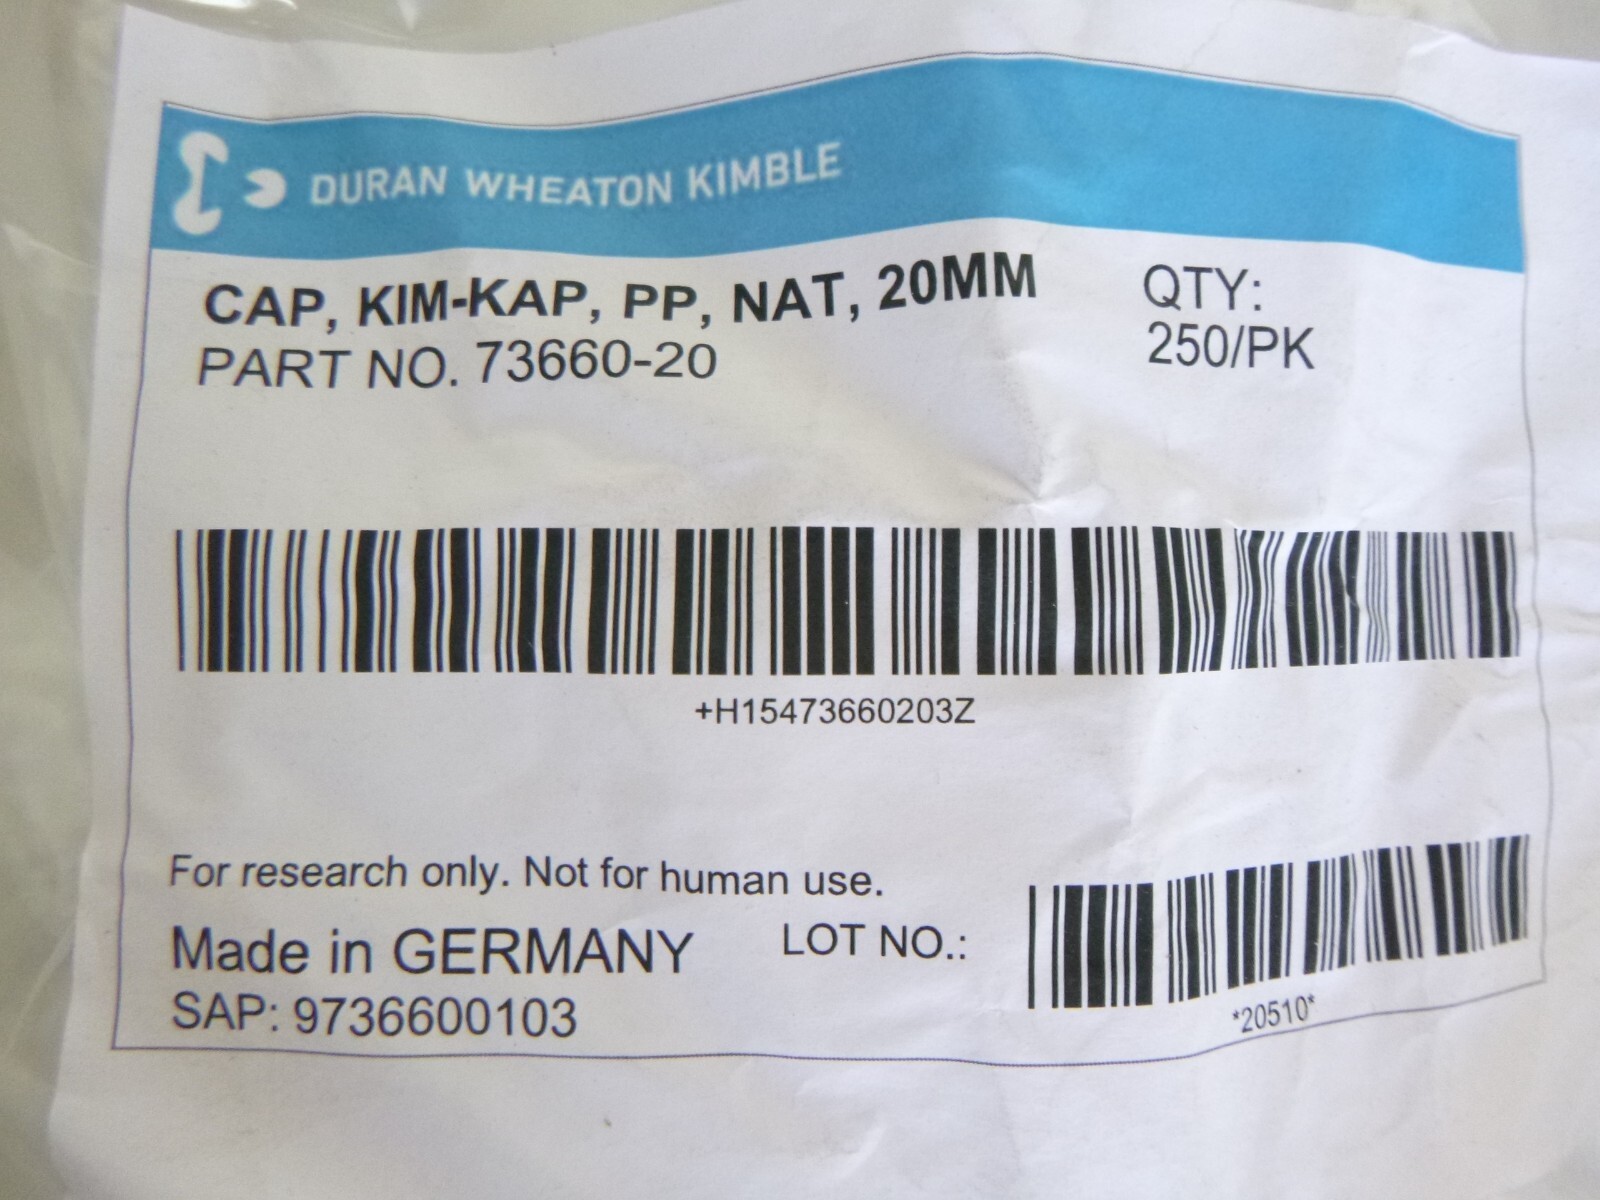 DURAN WHEATON KIMBLE
CAP, KIM-KAP, PP, NAT, 20MM
PART NO. 73660-20
QTY:
250/PK
+H15473660203Z
For research only. Not for human use.
Made in GERMANY
SAP: 9736600103
LOT NO.:
*20510*